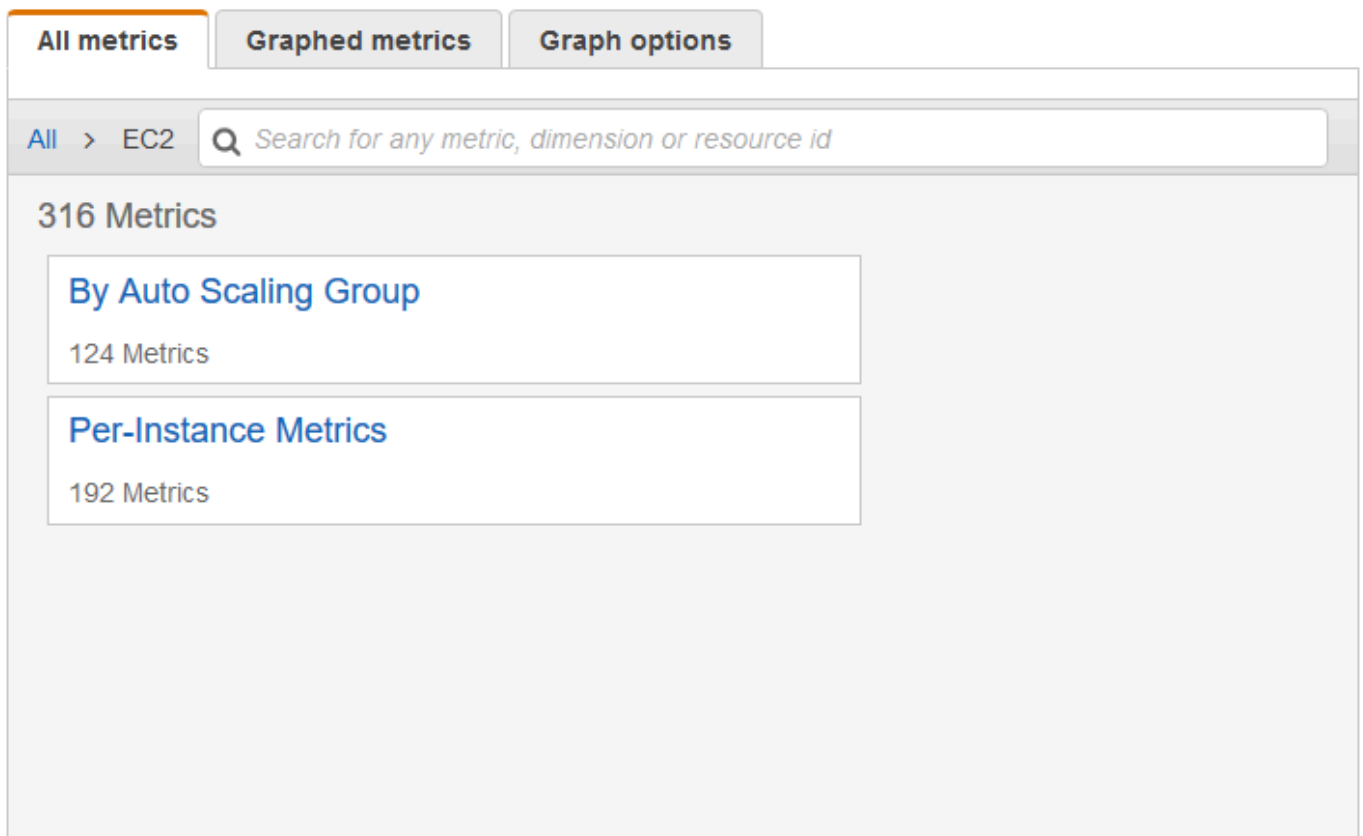 All metrics Graphed metrics Graph options
All > EC2 Search for any metric, dimension or resource id
316 Metrics
By Auto Scaling Group
124 Metrics
Per-Instance Metrics
192 Metrics